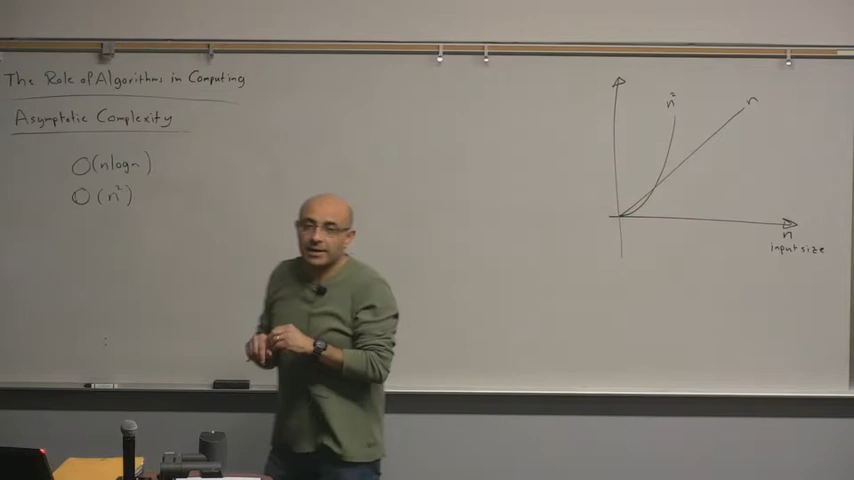 The Role of Algorithms in Computing
Asymptotic Complexity
O(nlogn)
O(n²)
n²
n
n
input size